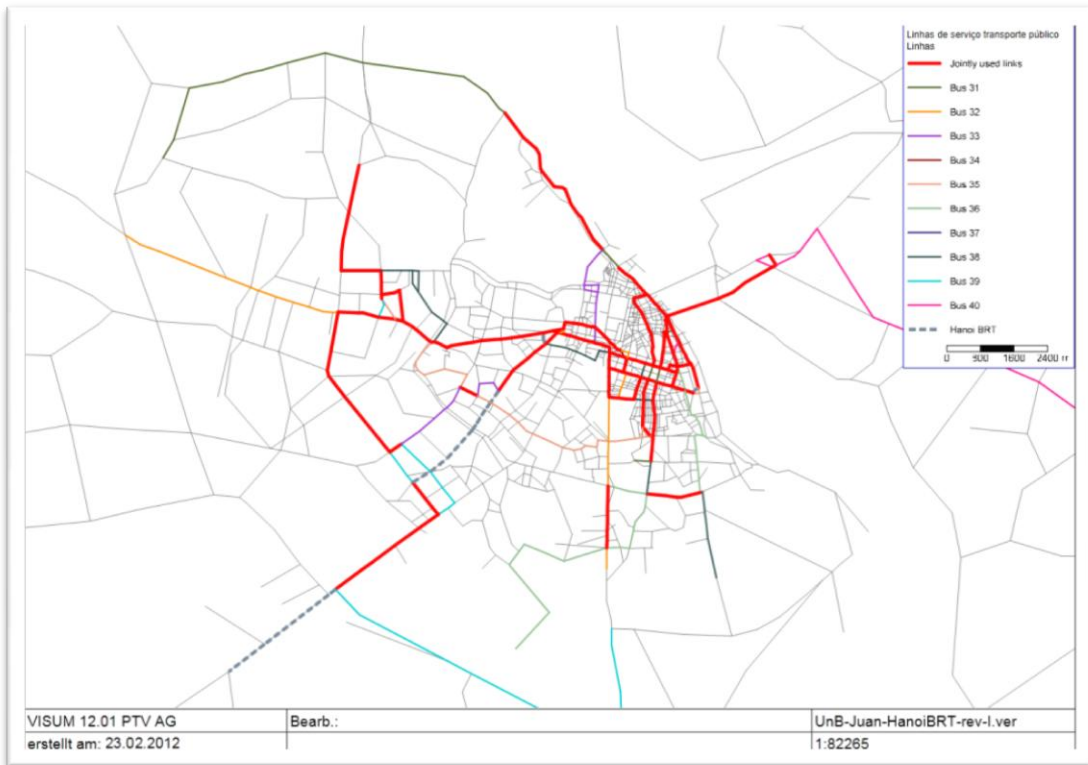 Linhas de serviço transporte público
Linhas
Jointly used links
Bus 31
Bus 32
Bus 33
Bus 34
Bus 35
Bus 36
Bus 37
Bus 38
Bus 39
Bus 40
Hanoi BRT
0 800 1600 2400 m
VISUM 12.01 PTV AG
Bearb.:
UnB-Juan-HanoiBRT-rev-I.ver
erstellt am: 23.02.2012
1:82265